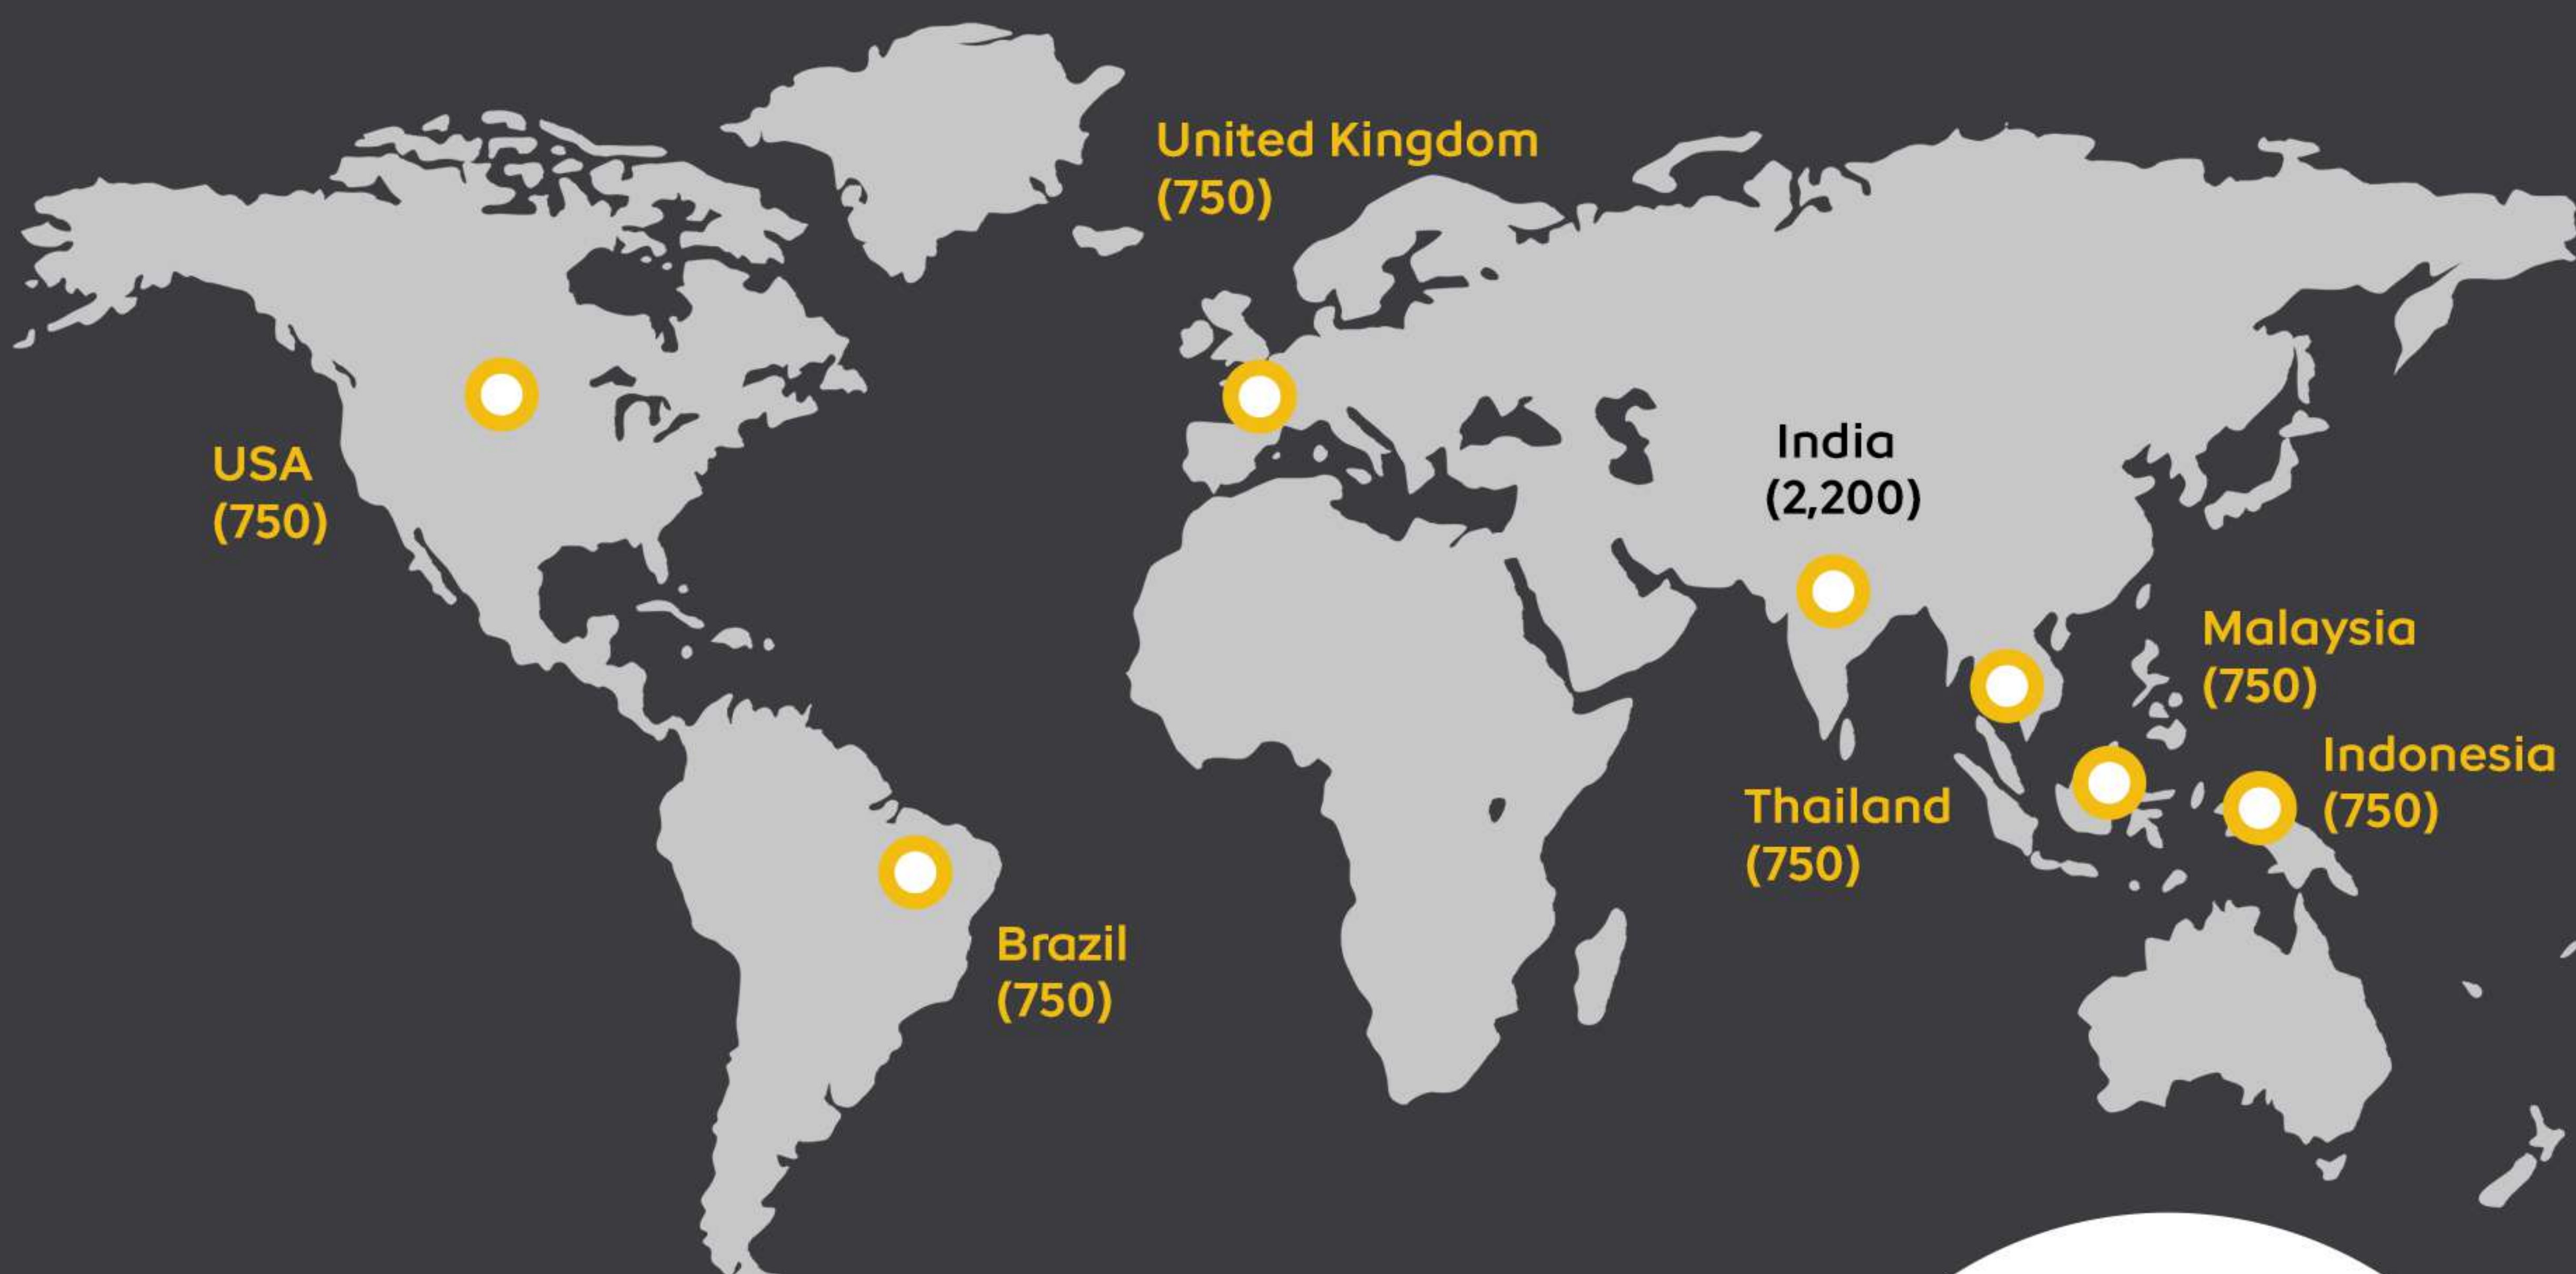 United Kingdom
(750)
USA
(750)
India
(2,200)
Malaysia
(750)
Indonesia
(750)
Thailand
(750)
Brazil
(750)